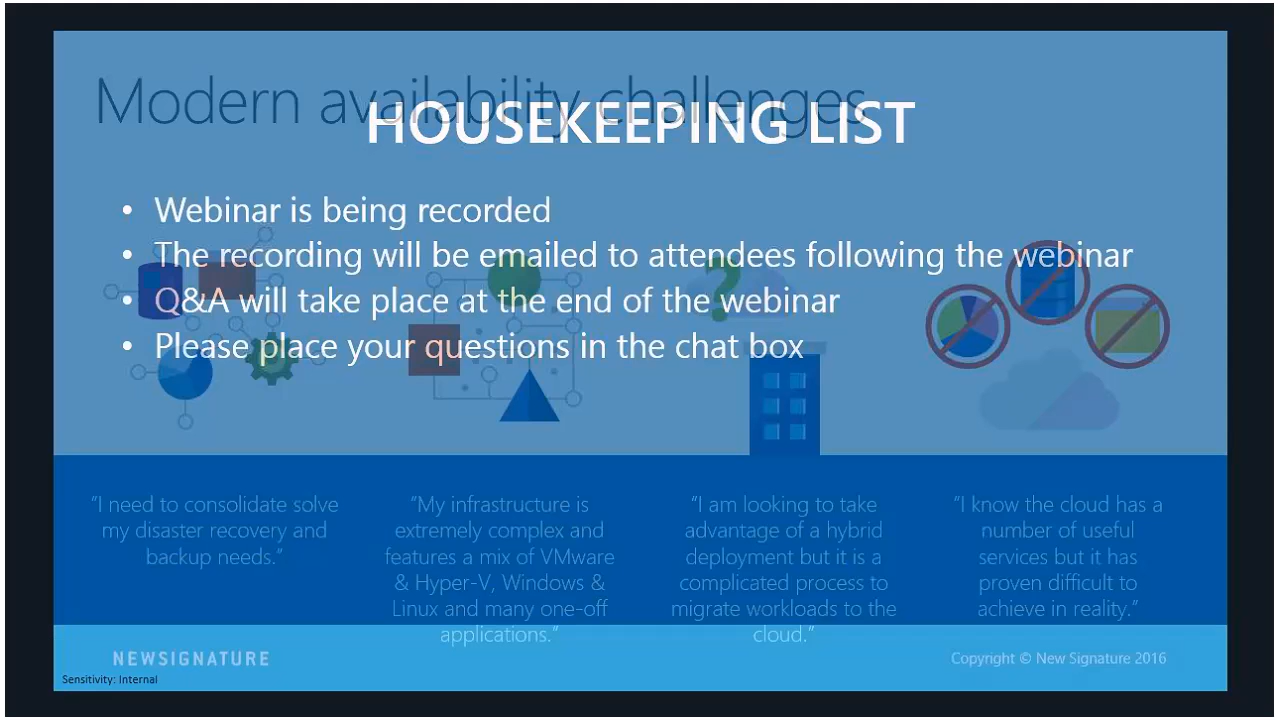 Modern availability challenges
HOUSEKEEPING LIST
• Webinar is being recorded
• The recording will be emailed to attendees following the webinar
• Q&A will take place at the end of the webinar
• Please place your questions in the chat box
“I need to consolidate solve
my disaster recovery and
backup needs.”
“My infrastructure is
extremely complex and
features a mix of VMware
& Hyper-V, Windows &
Linux and many one-off
applications.”
“I am looking to take
advantage of a hybrid
deployment but it is a
complicated process to
migrate workloads to the
cloud.”
“I know the cloud has a
number of useful
services but it has
proven difficult to
achieve in reality.”
NEWSIGNATURE
Copyright © New Signature 2016
Sensitivity: Internal